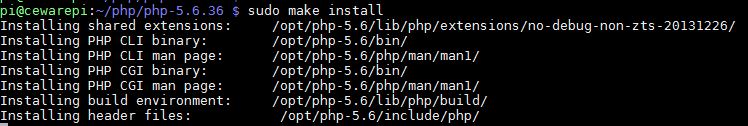 pi@cewarepi:~/php/php-5.6.36 $ sudo make install
Installing shared extensions:     /opt/php-5.6/lib/php/extensions/no-debug-non-zts-20131226/
Installing PHP CLI binary:        /opt/php-5.6/bin/
Installing PHP CLI man page:      /opt/php-5.6/php/man/man1/
Installing PHP CGI binary:        /opt/php-5.6/bin/
Installing PHP CGI man page:      /opt/php-5.6/php/man/man1/
Installing build environment:     /opt/php-5.6/lib/php/build/
Installing header files:           /opt/php-5.6/include/php/